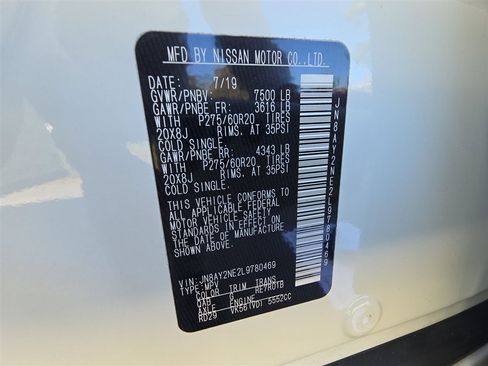 MFD BY NISSAN MOTOR CO.,LTD.
DATE: 7/19
GVWR/PNBV: 7500 LB
GAWR/PNBE FR: 3616 LB
WITH P275/60R20 TIRES
20X8J RIMS, AT 35PSI
COLD SINGLE.
GAWR/PNBE RR: 4343 LB
WITH P275/60R20 TIRES
20X8J RIMS, AT 35PSI
COLD SINGLE.
THIS VEHICLE CONFORMS TO
ALL APPLICABLE FEDERAL
MOTOR VEHICLE SAFETY
STANDARDS IN EFFECT ON
THE DATE OF MANUFACTURE
SHOWN ABOVE.
VIN: JN8AY2NE2L9780469
TYPE: MPV
COLOR TRIM TRANS
QAB G RE7R01B
AXLE ENGINE
RD29 VK56(VD) 5552CC
JN8AY2NE2L9780469